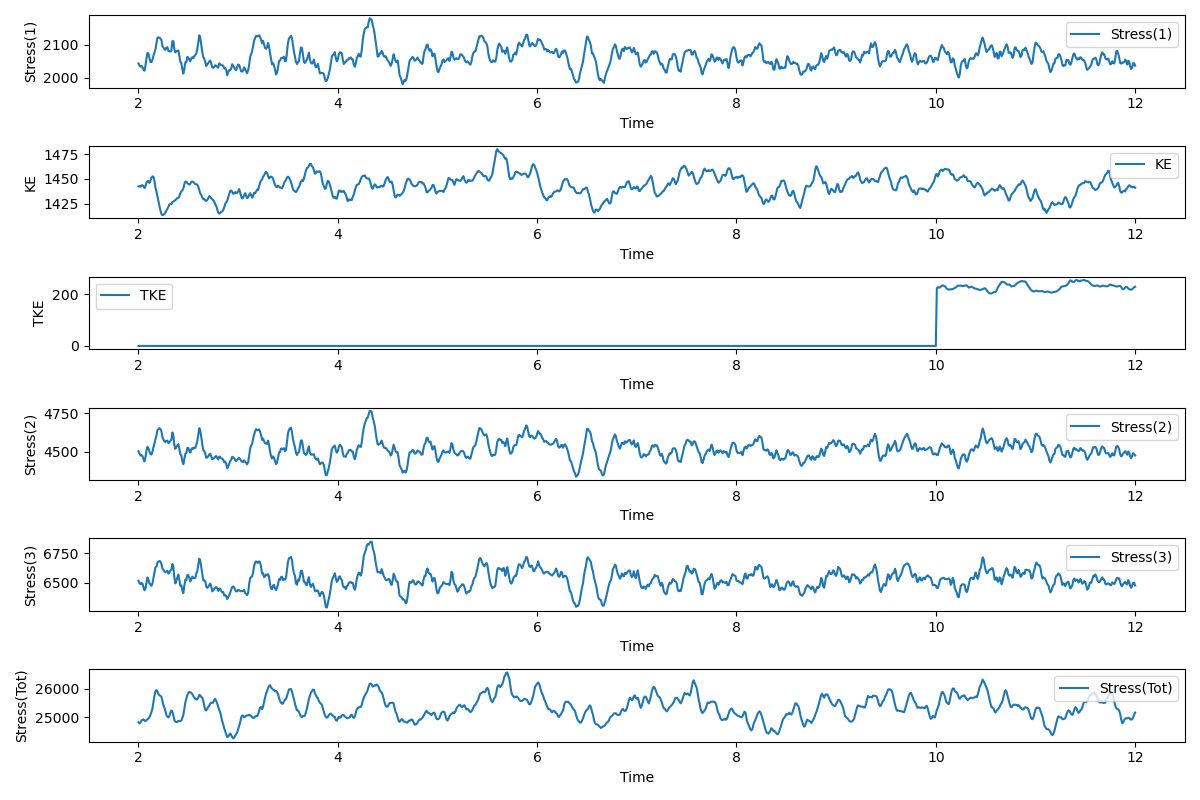 Stress(1)
2100
2000
Stress(1)
2 4 6 8 10 12
Time
KE
1475
1450
1425
KE
2 4 6 8 10 12
Time
TKE
200
0
TKE
2 4 6 8 10 12
Time
Stress(2)
4750
4500
Stress(2)
2 4 6 8 10 12
Time
Stress(3)
6750
6500
Stress(3)
2 4 6 8 10 12
Time
Stress(Tot)
26000
25000
Stress(Tot)
2 4 6 8 10 12
Time